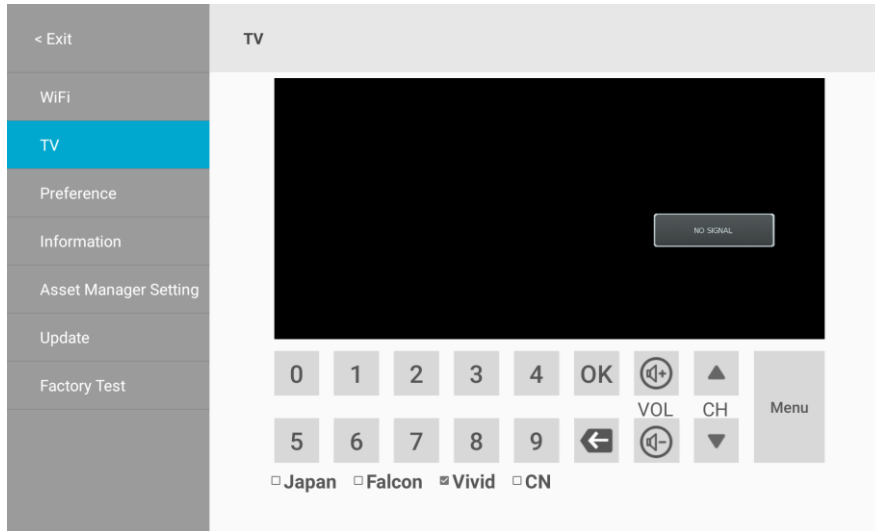 < Exit
TV
WiFi
TV
Preference
Information
Asset Manager Setting
Update
Factory Test
NO SIGNAL
0 1 2 3 4 OK
VOL CH Menu
5 6 7 8 9
Japan Falcon Vivid CN